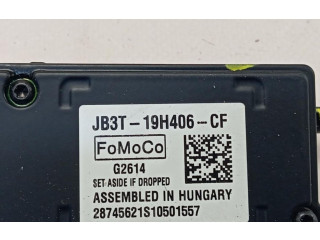 JB3T-19H406-CF
FoMoCo
G2614
SET ASIDE IF DROPPED
ASSEMBLED IN HUNGARY
28745621S10501557